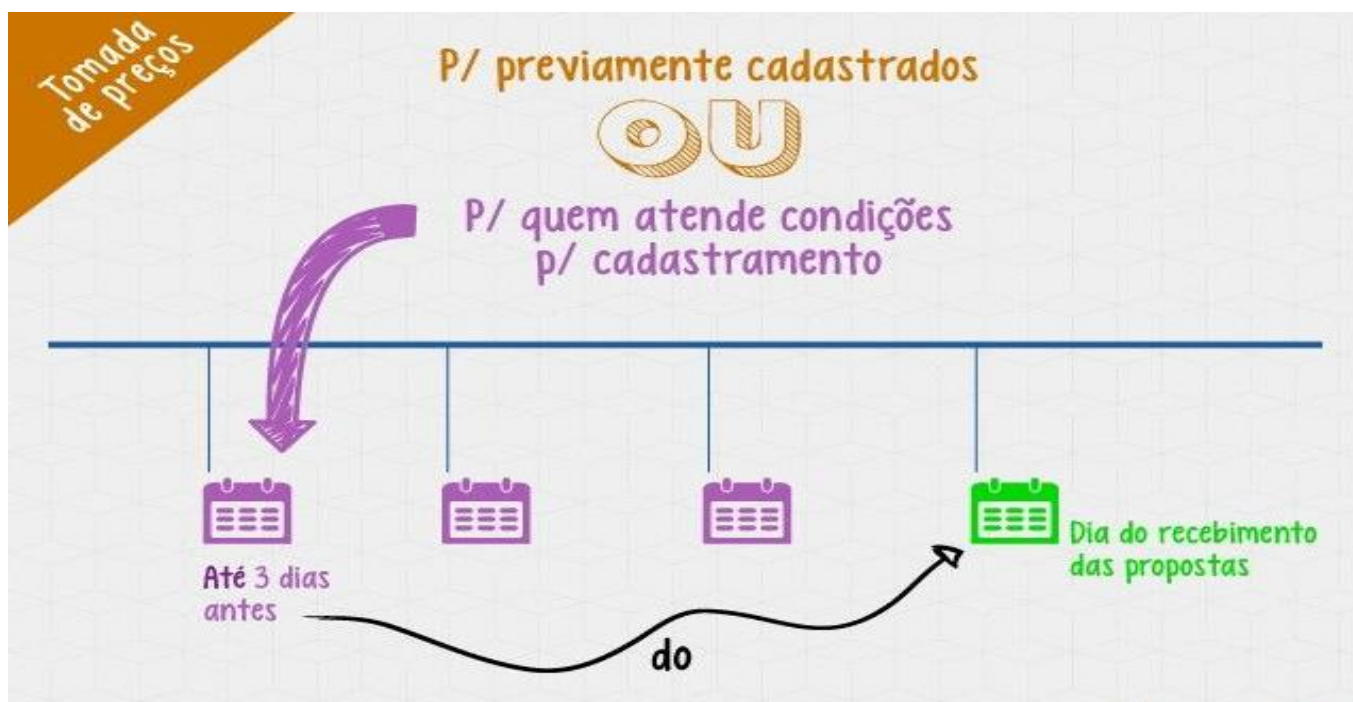 Tomada
de preços
P/ previamente cadastrados
OU
P/ quem atende condições
p/ cadastramento
Até 3 dias
antes
do
Dia do recebimento
das propostas